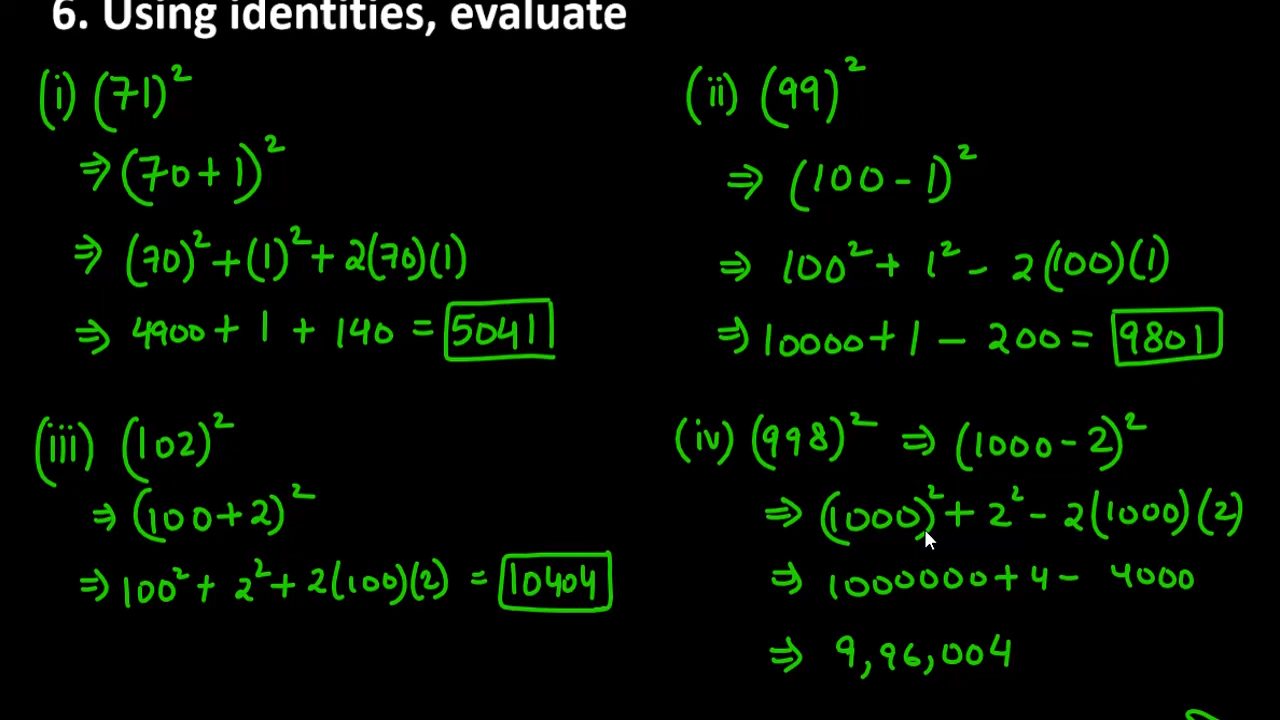 6. Using identities, evaluate
(i) (71)²
⇒ (70+1)²
⇒ (70)² + (1)² + 2(70)(1)
⇒ 4900 + 1 + 140 = 5041
(ii) (99)²
⇒ (100 - 1)²
⇒ 100² + 1² - 2(100)(1)
⇒ 10000 + 1 - 200 = 9801
(iii) (102)²
⇒ (100+2)²
⇒ 100² + 2² + 2(100)(2) = 10404
(iv) (998)² ⇒ (1000 - 2)²
⇒ (1000)² + 2² - 2(1000)(2)
⇒ 1000000 + 4 - 4000
⇒ 9,96,004